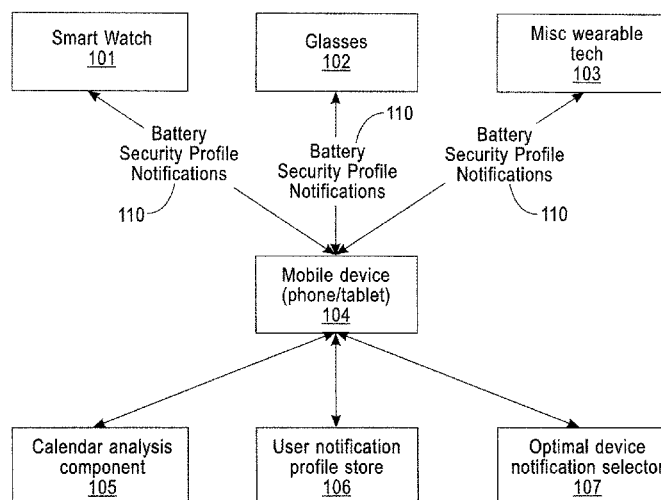 Smart Watch
101
Glasses
102
Misc wearable
tech
103
Battery
Security Profile
Notifications
110
110
Battery
Security Profile
Notifications
Battery
Security Profile
Notifications
110
Mobile device
(phone/tablet)
104
Calendar analysis
component
105
User notification
profile store
106
Optimal device
notification selector
107